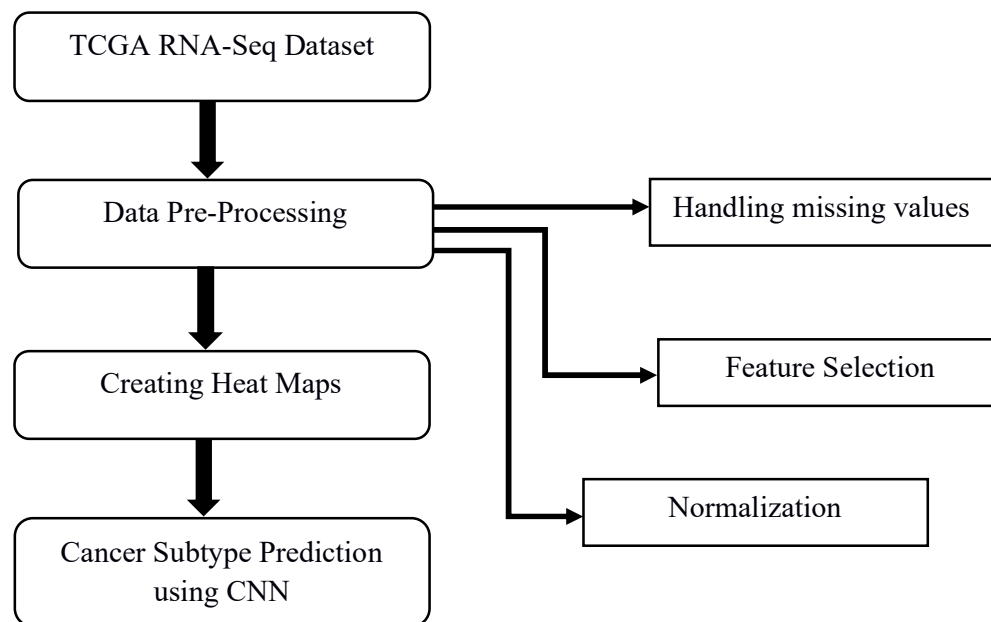 TCGA RNA-Seq Dataset
Data Pre-Processing
Handling missing values
Creating Heat Maps
Feature Selection
Normalization
Cancer Subtype Prediction
using CNN